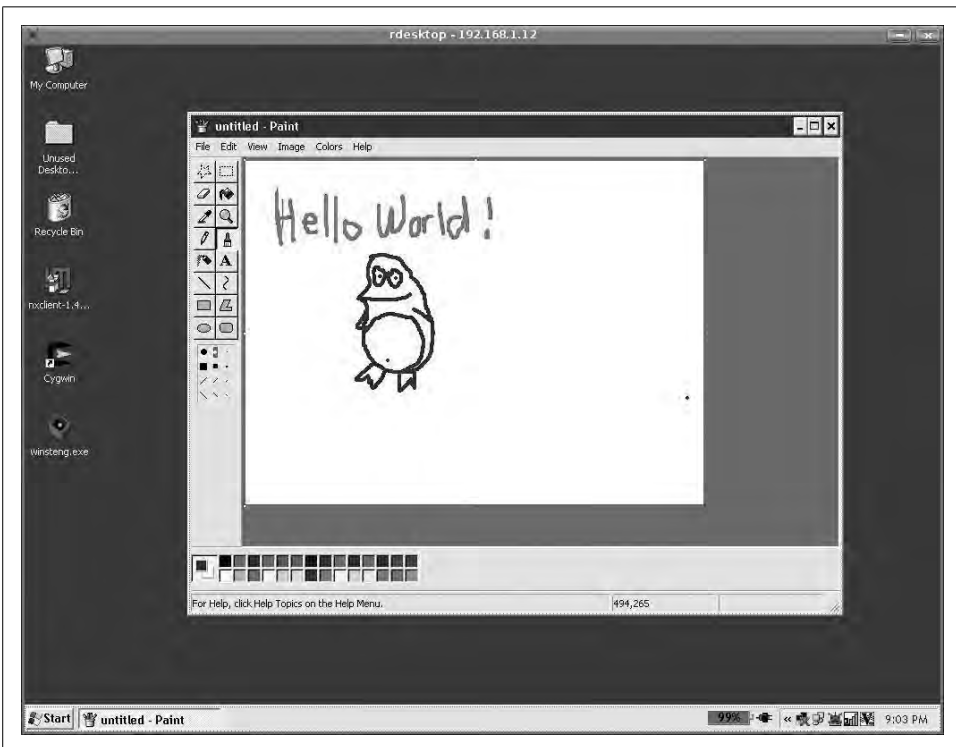 rdesktop - 192.168.1.12
My Computer
Unused
Deskto...
Recycle Bin
nxclient-1.4...
Cygwin
winsteng.exe
untitled - Paint
File Edit View Image Colors Help
A
Hello World!
For Help, click Help Topics on the Help Menu.
494,265
Start
untitled - Paint
99%
«
9:03 PM